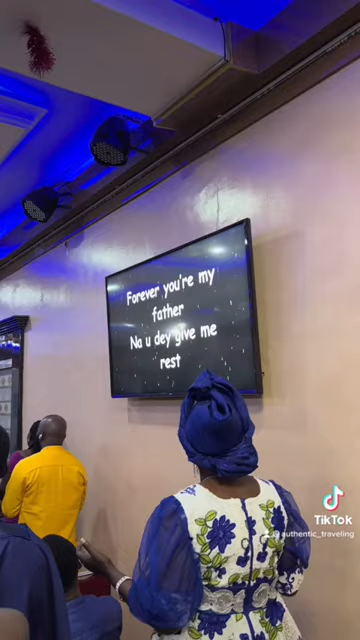 Forever you're my
father
Na u dey give me
rest
TikTok
@authentic_traveling